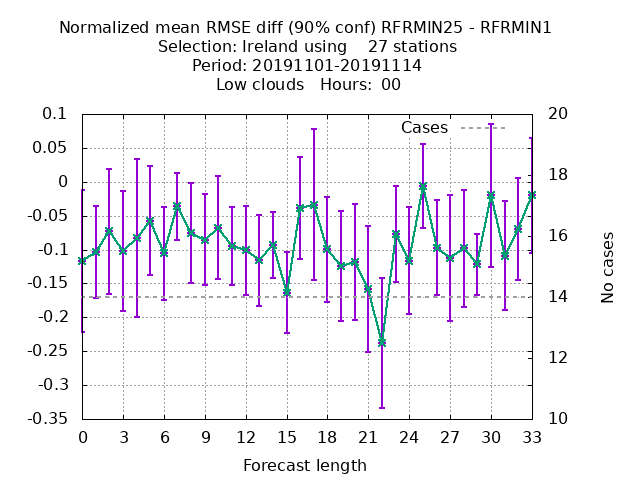 Normalized mean RMSE diff (90% conf) RFRMIN25 - RFRMIN1
Selection: Ireland using 27 stations
Period: 20191101-20191114
Low clouds Hours: 00
0.1
0.05
0
-0.05
-0.1
-0.15
-0.2
-0.25
-0.3
-0.35
Cases
20
18
16
14
12
10
No cases
0 3 6 9 12 15 18 21 24 27 30 33
Forecast length